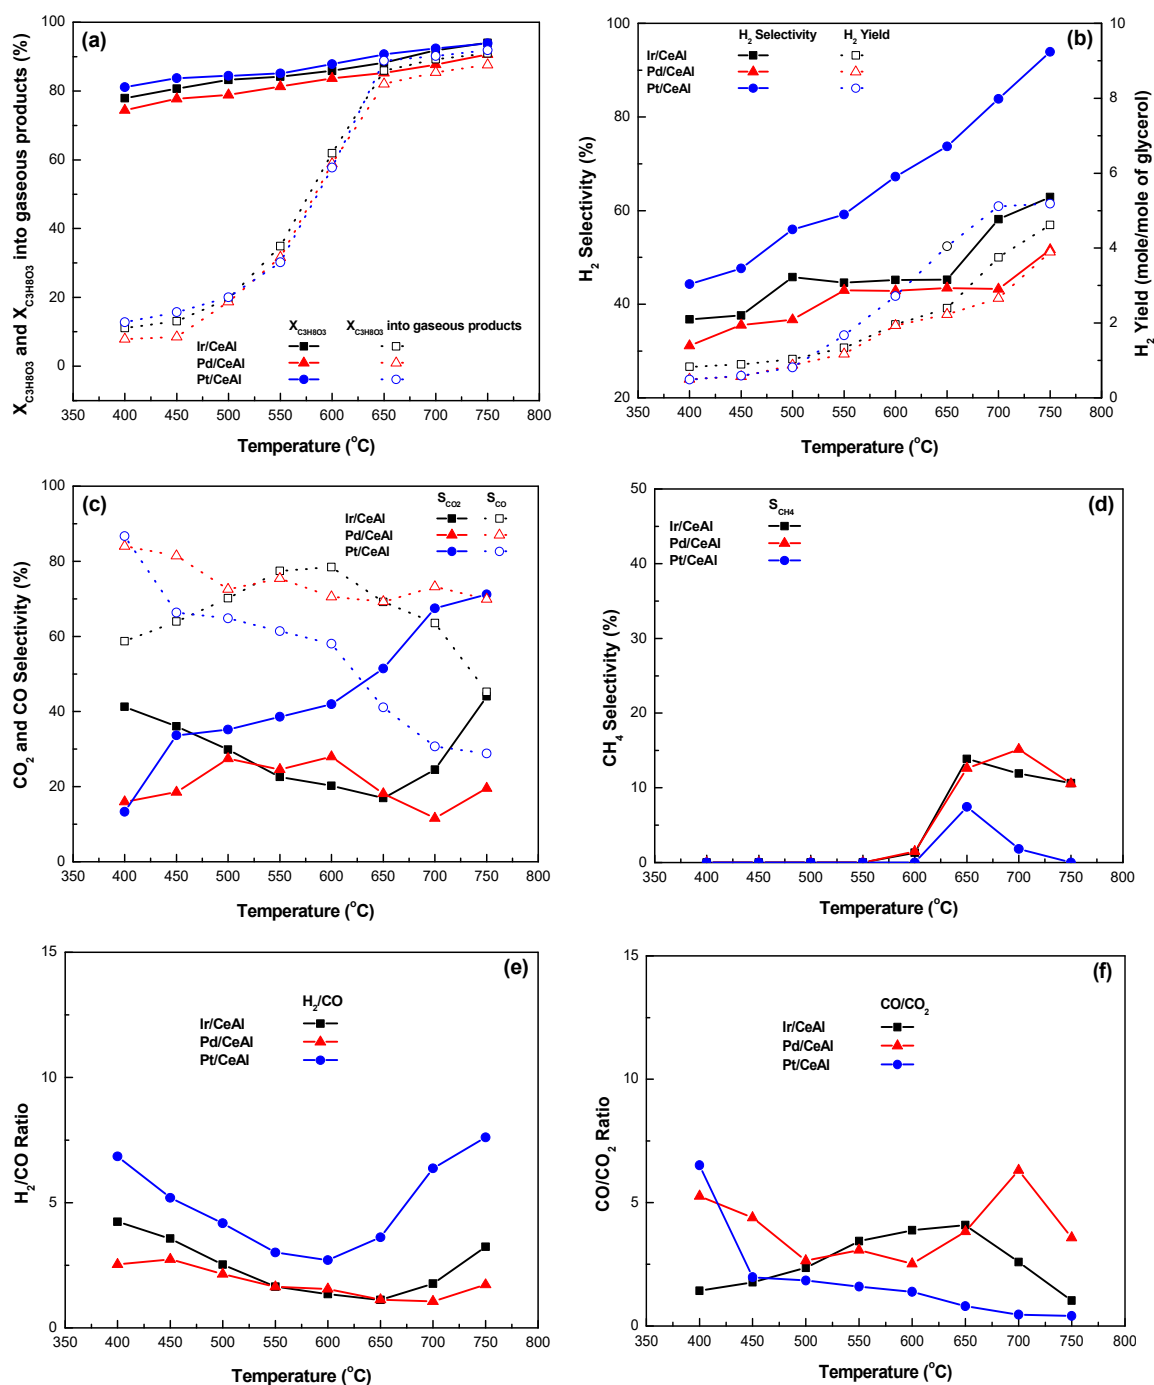 (a)
X_C3H8O3 and X_C3H8O3 into gaseous products (%)
100
80
60
40
20
0
X_C3H8O3 X_C3H8O3 into gaseous products
Ir/CeAl
Pd/CeAl
Pt/CeAl
350 400 450 500 550 600 650 700 750 800
Temperature (°C)
(b)
H₂ Selectivity (%)
100
80
60
40
20
H₂ Selectivity H₂ Yield
Ir/CeAl
Pd/CeAl
Pt/CeAl
10
8
6
4
2
0
H₂ Yield (mole/mole of glycerol)
350 400 450 500 550 600 650 700 750 800
Temperature (°C)
(c)
CO₂ and CO Selectivity (%)
100
80
60
40
20
0
S_CO2 S_CO
Ir/CeAl
Pd/CeAl
Pt/CeAl
350 400 450 500 550 600 650 700 750 800
Temperature (°C)
(d)
CH₄ Selectivity (%)
50
40
30
20
10
0
S_CH4
Ir/CeAl
Pd/CeAl
Pt/CeAl
350 400 450 500 550 600 650 700 750 800
Temperature (°C)
(e)
H₂/CO Ratio
15
10
5
0
H₂/CO
Ir/CeAl
Pd/CeAl
Pt/CeAl
350 400 450 500 550 600 650 700 750 800
Temperature (°C)
(f)
CO/CO₂ Ratio
15
10
5
0
CO/CO₂
Ir/CeAl
Pd/CeAl
Pt/CeAl
350 400 450 500 550 600 650 700 750 800
Temperature (°C)